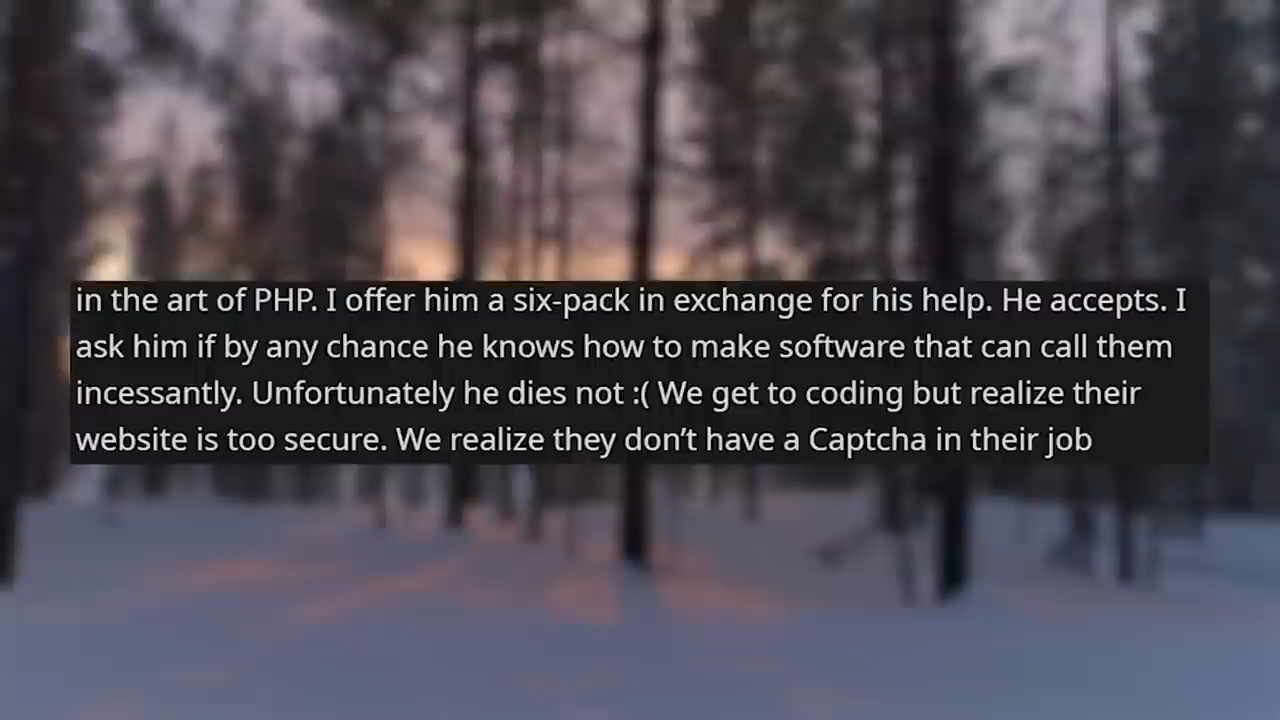 in the art of PHP. I offer him a six-pack in exchange for his help. He accepts. I
ask him if by any chance he knows how to make software that can call them
incessantly. Unfortunately he dies not :( We get to coding but realize their
website is too secure. We realize they don’t have a Captcha in their job